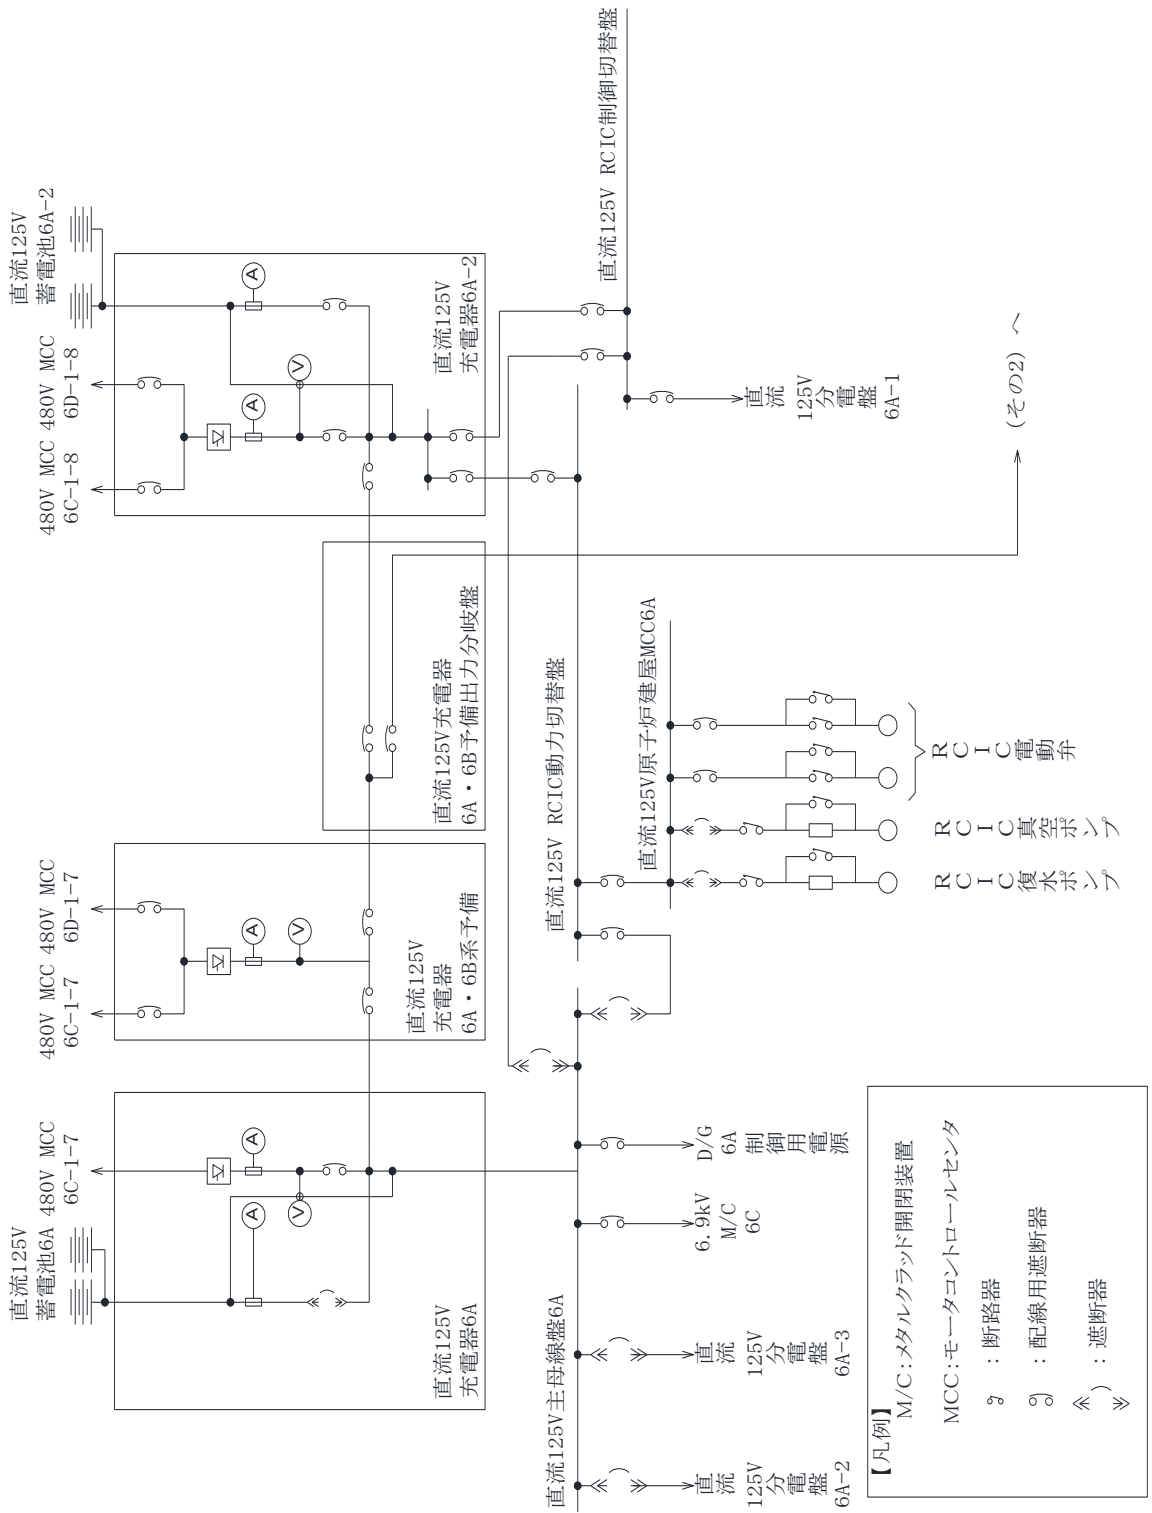 直流125V
蓄電池6A
480V MCC
6C-1-7
480V MCC
6C-1-7
480V MCC
6D-1-7
480V MCC
6C-1-8
480V MCC
6D-1-8
直流125V
蓄電池6A-2
A
A
V
A
V
A
V
A
直流125V
充電器6A
直流125V
充電器
6A・6B系予備
直流125V充電器
6A・6B予備出力分岐盤
直流125V
充電器6A-2
直流125V主母線盤6A
直流125V RCIC動力切替盤
直流125V RCIC制御切替盤
直流125V原子炉建屋MCC6A
直流
125V
分電盤
6A-2
直流
125V
分電盤
6A-3
6.9kV
M/C
6C
D/G
6A
制御用電源
RCIC復水ポンプ
RCIC真空ポンプ
RCIC電動弁
直流
125V
分電盤
6A-1
(その2) へ
【凡例】
M/C:メタルクラッド開閉装置
MCC:モータコントロールセンタ
:断路器
:配線用遮断器
:遮断器